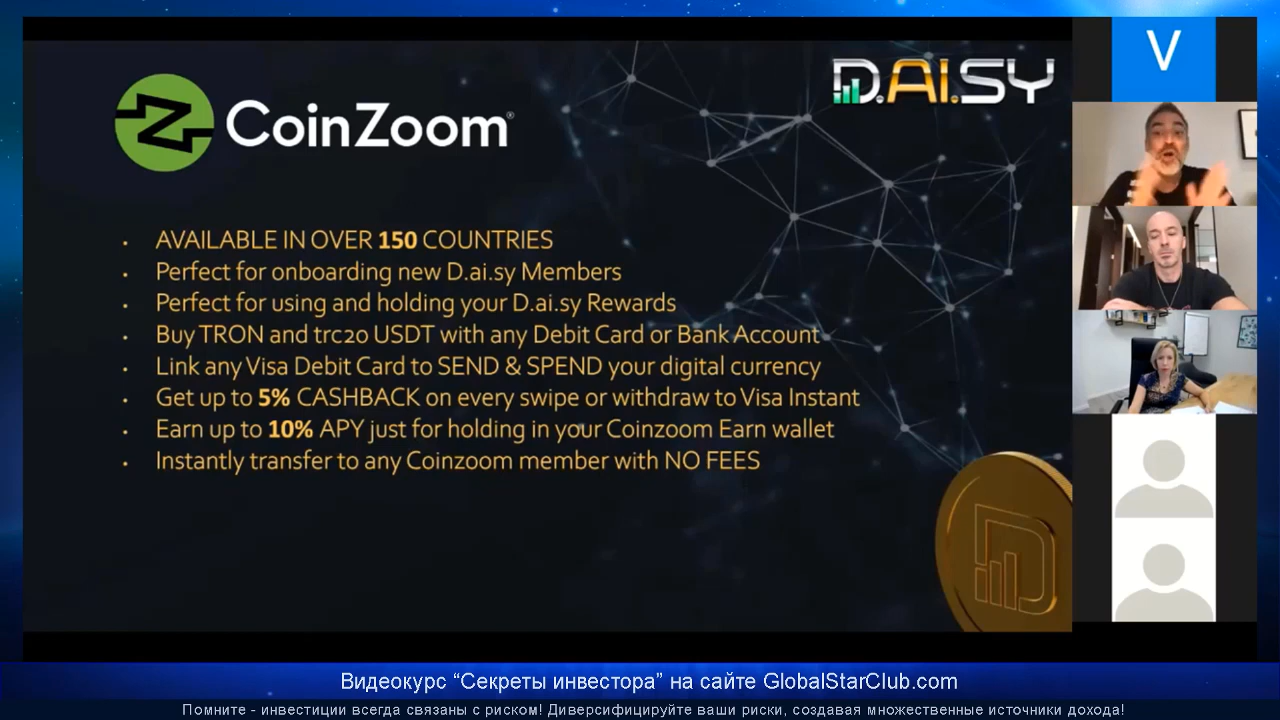 CoinZoom®
D.AI.SY
V
• AVAILABLE IN OVER 150 COUNTRIES
• Perfect for onboarding new D.ai.sy Members
• Perfect for using and holding your D.ai.sy Rewards
• Buy TRON and trc20 USDT with any Debit Card or Bank Account
• Link any Visa Debit Card to SEND & SPEND your digital currency
• Get up to 5% CASHBACK on every swipe or withdraw to Visa Instant
• Earn up to 10% APY just for holding in your Coinzoom Earn wallet
• Instantly transfer to any Coinzoom member with NO FEES
Видеокурс “Секреты инвестора” на сайте GlobalStarClub.com
Помните - инвестиции всегда связаны с риском! Диверсифицируйте ваши риски, создавая множественные источники дохода!